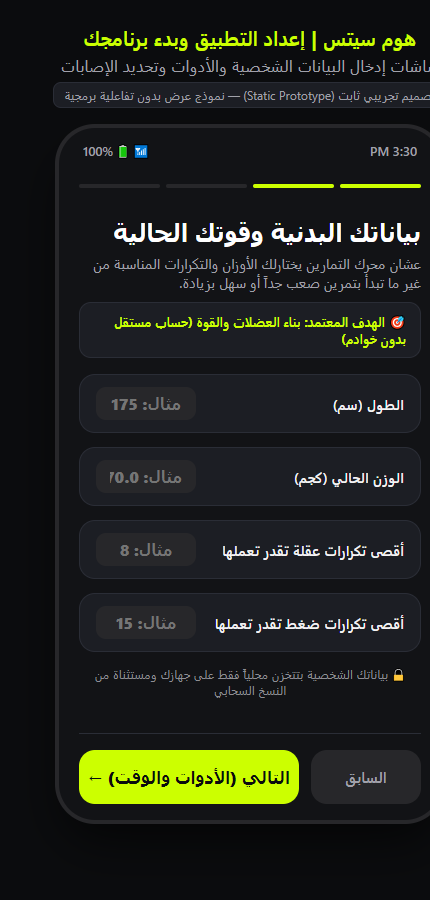 هوم سيتس | إعداد التطبيق وبدء برنامجك
شاشات إدخال البيانات الشخصية والأدوات وتحديد الإصابات
تصميم تجريبي ثابت (Static Prototype) — نموذج عرض بدون تفاعلية برمجية
3:30 PM
100%
بياناتك البدنية وقوتك الحالية
عشان محرك التمارين يختارلك الأوزان والتكرارات المناسبة من
غير ما تبدأ بتمرين صعب جداً أو سهل بزيادة.
🎯 الهدف المعتمد: بناء العضلات والقوة (حساب مستقل
بدون خوادم)
الطول (سم)
مثال: 175
الوزن الحالي (كجم)
مثال: 70.0
أقصى تكرارات عقلة تقدر تعملها
مثال: 8
أقصى تكرارات ضغط تقدر تعملها
مثال: 15
🔒 بياناتك الشخصية بتتخزن محلياً فقط على جهازك ومستثناة من
النسخ السحابي
السابق
التالي (الأدوات والوقت) ←